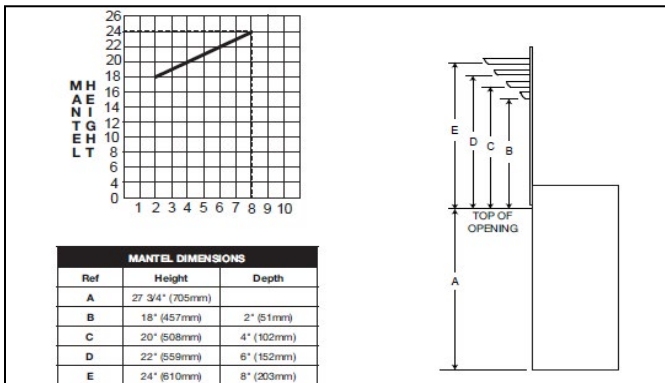 26
24
22
20
18
16
14
12
10
8
6
4
2
0
MANTEL
HEIGHT
1 2 3 4 5 6 7 8 9 10
E
D
C
B
TOP OF
OPENING
A
MANTEL DIMENSIONS
Ref Height Depth
A 27 3/4" (705mm)
B 18" (457mm) 2" (51mm)
C 20" (508mm) 4" (102mm)
D 22" (559mm) 6" (152mm)
E 24" (610mm) 8" (203mm)